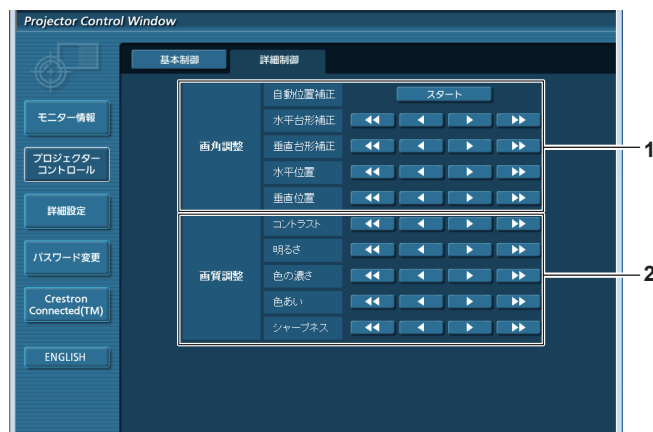 Projector Control Window
基本制御
詳細制御
モニター情報
プロジェクター
コントロール
詳細設定
パスワード変更
Crestron
Connected(TM)
ENGLISH
画角調整
自動位置補正
スタート
水平台形補正
垂直台形補正
水平位置
垂直位置
1
画質調整
コントラスト
明るさ
色の濃さ
色あい
シャープネス
2